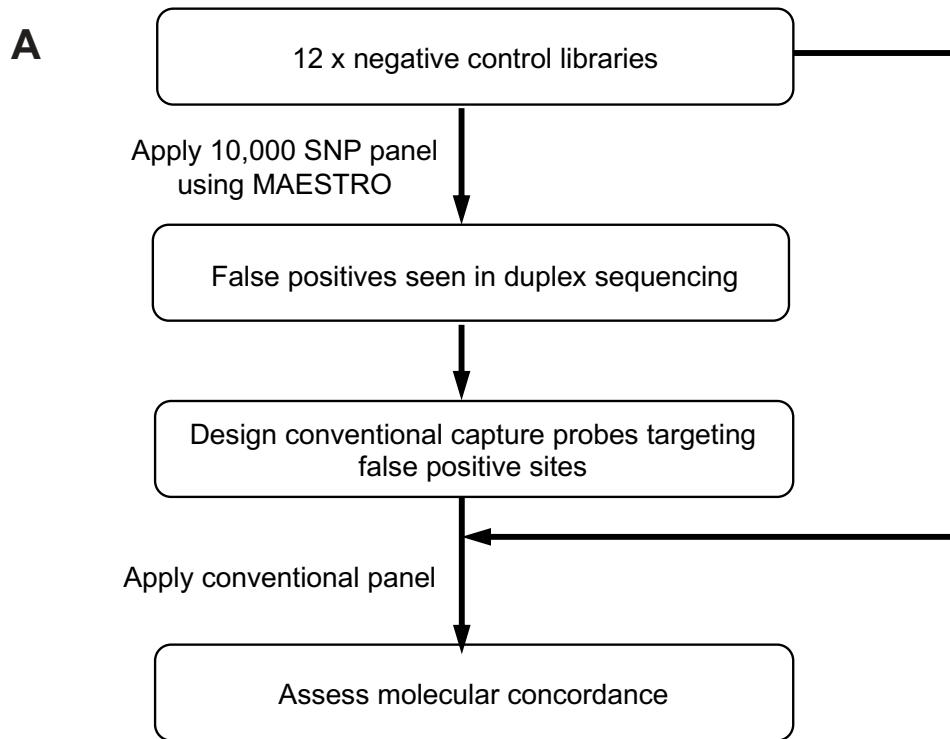 A
12 x negative control libraries
Apply 10,000 SNP panel
using MAESTRO
False positives seen in duplex sequencing
Design conventional capture probes targeting
false positive sites
Apply conventional panel
Assess molecular concordance